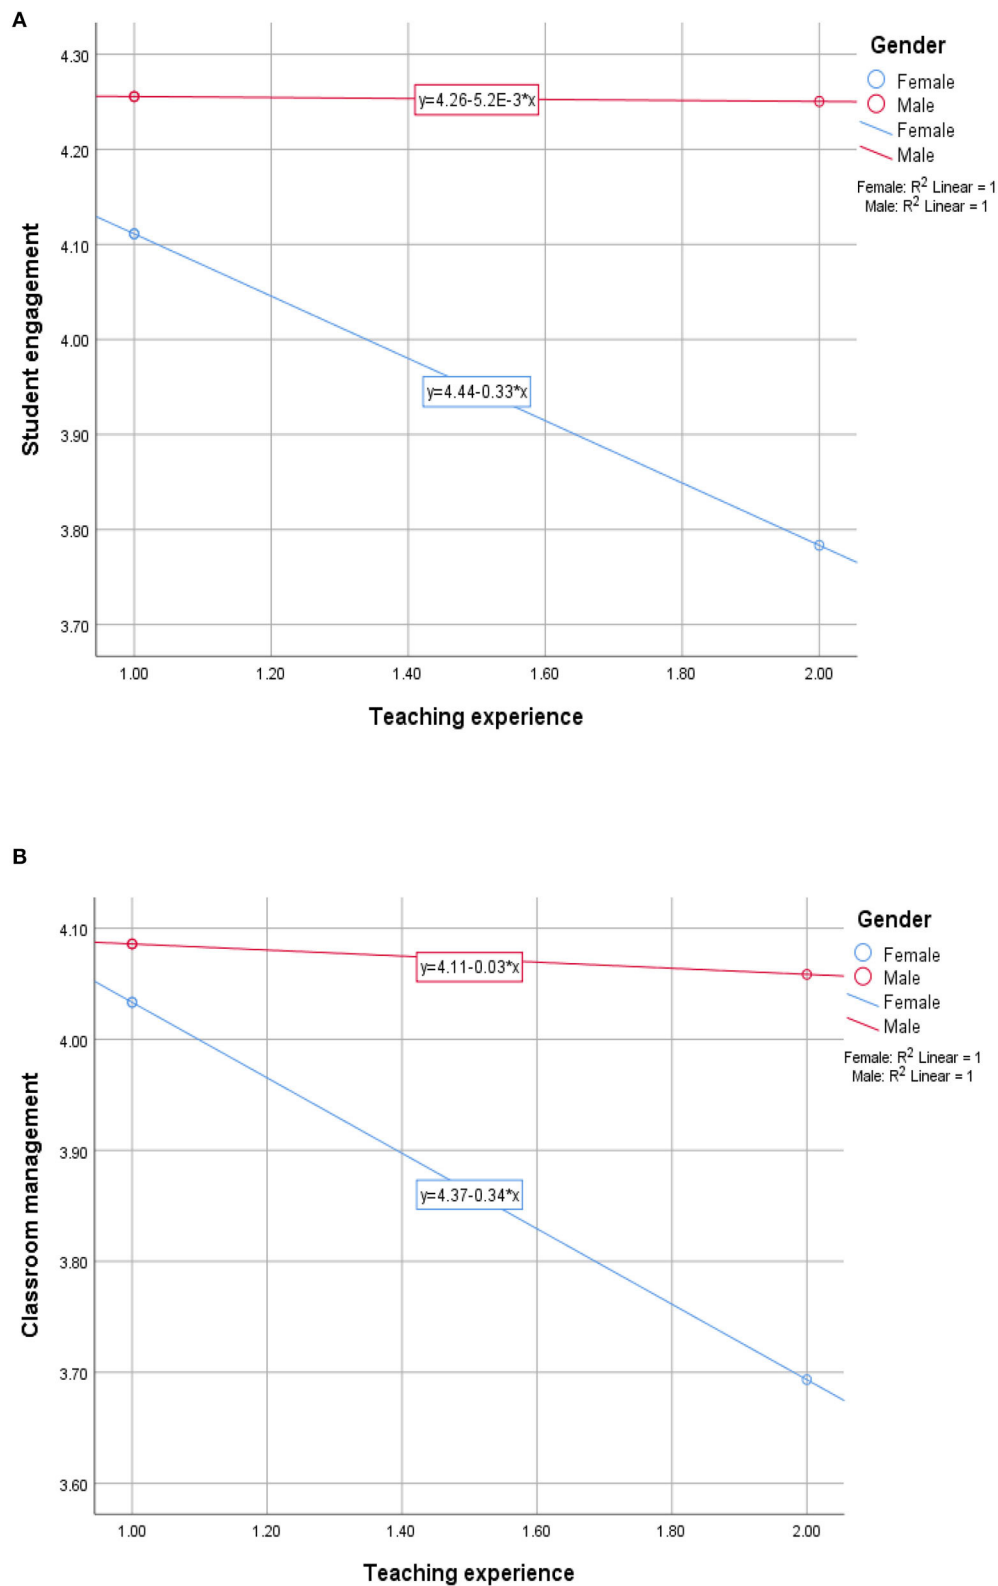 A
Gender
Female
Male
Female
Male
Female: R² Linear = 1
Male: R² Linear = 1
4.30
4.20
4.10
4.00
3.90
3.80
3.70
Student engagement
y=4.26-5.2E-3*x
y=4.44-0.33*x
1.00 1.20 1.40 1.60 1.80 2.00
Teaching experience
B
Gender
Female
Male
Female
Male
Female: R² Linear = 1
Male: R² Linear = 1
4.10
4.00
3.90
3.80
3.70
3.60
Classroom management
y=4.11-0.03*x
y=4.37-0.34*x
1.00 1.20 1.40 1.60 1.80 2.00
Teaching experience